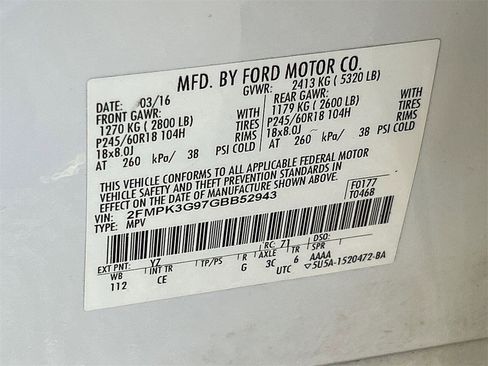 MFD. BY FORD MOTOR CO.
DATE: 03/16 GVWR: 2413 KG ( 5320 LB)
FRONT GAWR: REAR GAWR:
1270 KG ( 2800 LB) WITH 1179 KG ( 2600 LB) WITH
P245/60R18 104H TIRES P245/60R18 104H TIRES
18x8.0J RIMS 18x8.0J RIMS
AT 260 kPa/ 38 PSI COLD AT 260 kPa/ 38 PSI COLD
THIS VEHICLE CONFORMS TO ALL APPLICABLE FEDERAL MOTOR
VEHICLE SAFETY AND THEFT PREVENTION STANDARDS IN
EFFECT ON THE DATE OF MANUFACTURE SHOWN ABOVE.
VIN: 2FMPK3G97GBB52943 F0177
TYPE: MPV T0468
EXT PNT: YZ RC: 71 DSO:
WB INT TR TP/PS R AXLE TR SPR
112 CE G 3C 6 AAAA
UTC ▽5U5A-1520472-BA